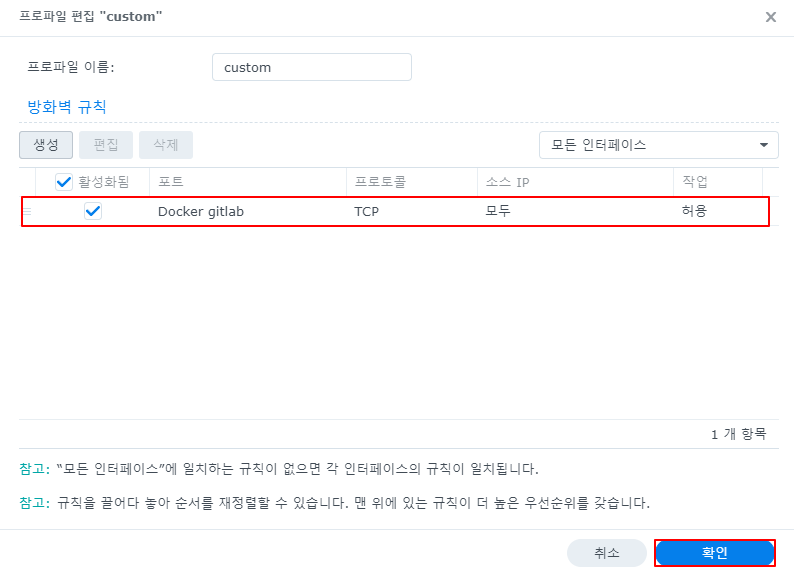 프로파일 편집 "custom"
프로파일 이름: custom
방화벽 규칙
생성 편집 삭제 모든 인터페이스
활성화됨 포트 프로토콜 소스 IP 작업
Docker gitlab TCP 모두 허용
1 개 항목
참고: “모든 인터페이스”에 일치하는 규칙이 없으면 각 인터페이스의 규칙이 일치됩니다.
참고: 규칙을 끌어다 놓아 순서를 재정렬할 수 있습니다. 맨 위에 있는 규칙이 더 높은 우선순위를 갖습니다.
취소 확인